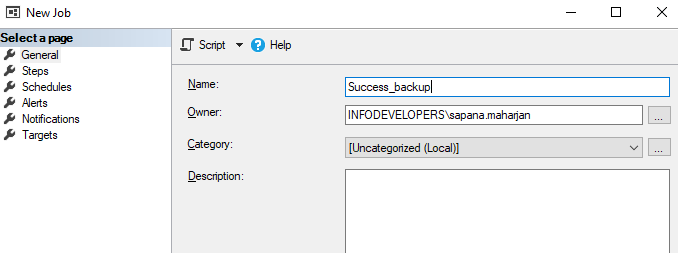 New Job
Select a page
General
Steps
Schedules
Alerts
Notifications
Targets
Script
Help
Name:
Success_backup
Owner:
INFODEVELOPERS\sapana.maharjan
...
Category:
[Uncategorized (Local)]
...
Description: